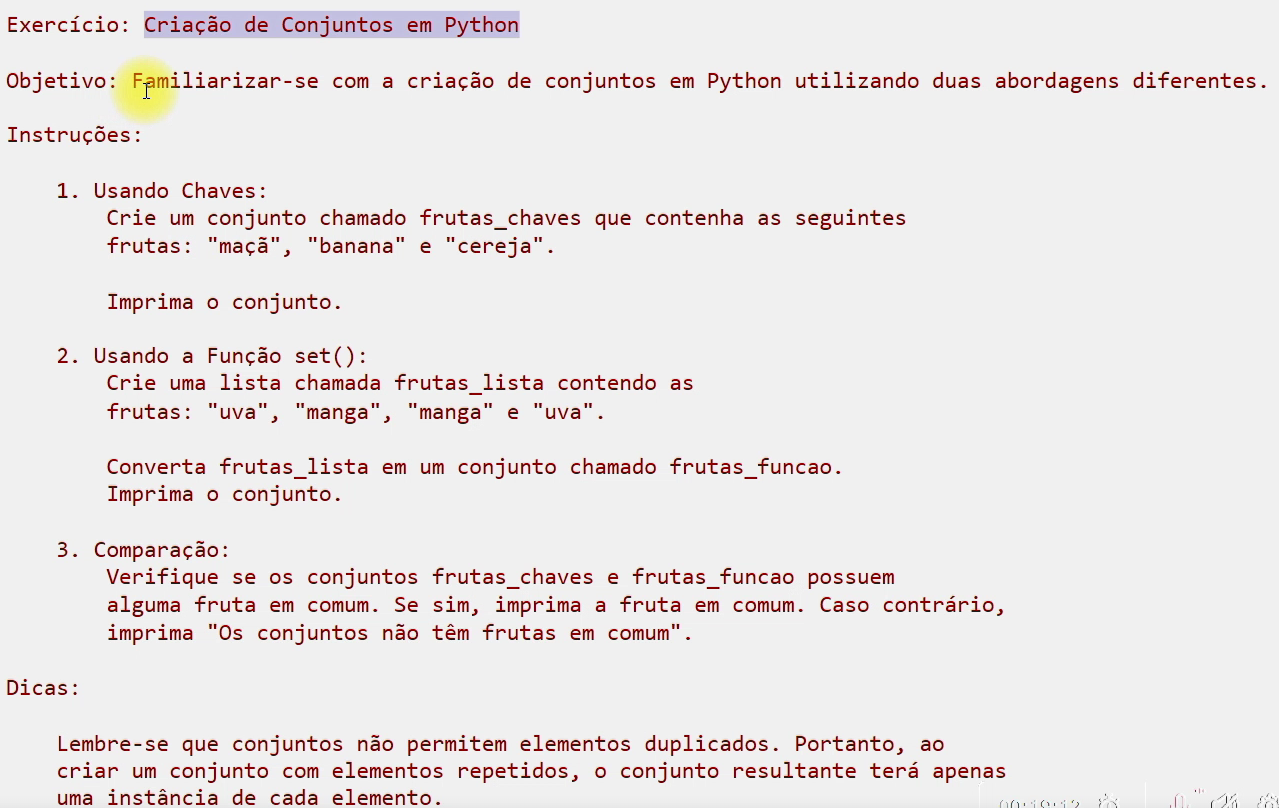 Exercício: Criação de Conjuntos em Python
Objetivo: Familiarizar-se com a criação de conjuntos em Python utilizando duas abordagens diferentes.
Instruções:
1. Usando Chaves:
Crie um conjunto chamado frutas_chaves que contenha as seguintes
frutas: "maçã", "banana" e "cereja".
Imprima o conjunto.
2. Usando a Função set():
Crie uma lista chamada frutas_lista contendo as
frutas: "uva", "manga", "manga" e "uva".
Converta frutas_lista em um conjunto chamado frutas_funcao.
Imprima o conjunto.
3. Comparação:
Verifique se os conjuntos frutas_chaves e frutas_funcao possuem
alguma fruta em comum. Se sim, imprima a fruta em comum. Caso contrário,
imprima "Os conjuntos não têm frutas em comum".
Dicas:
Lembre-se que conjuntos não permitem elementos duplicados. Portanto, ao
criar um conjunto com elementos repetidos, o conjunto resultante terá apenas
uma instância de cada elemento.